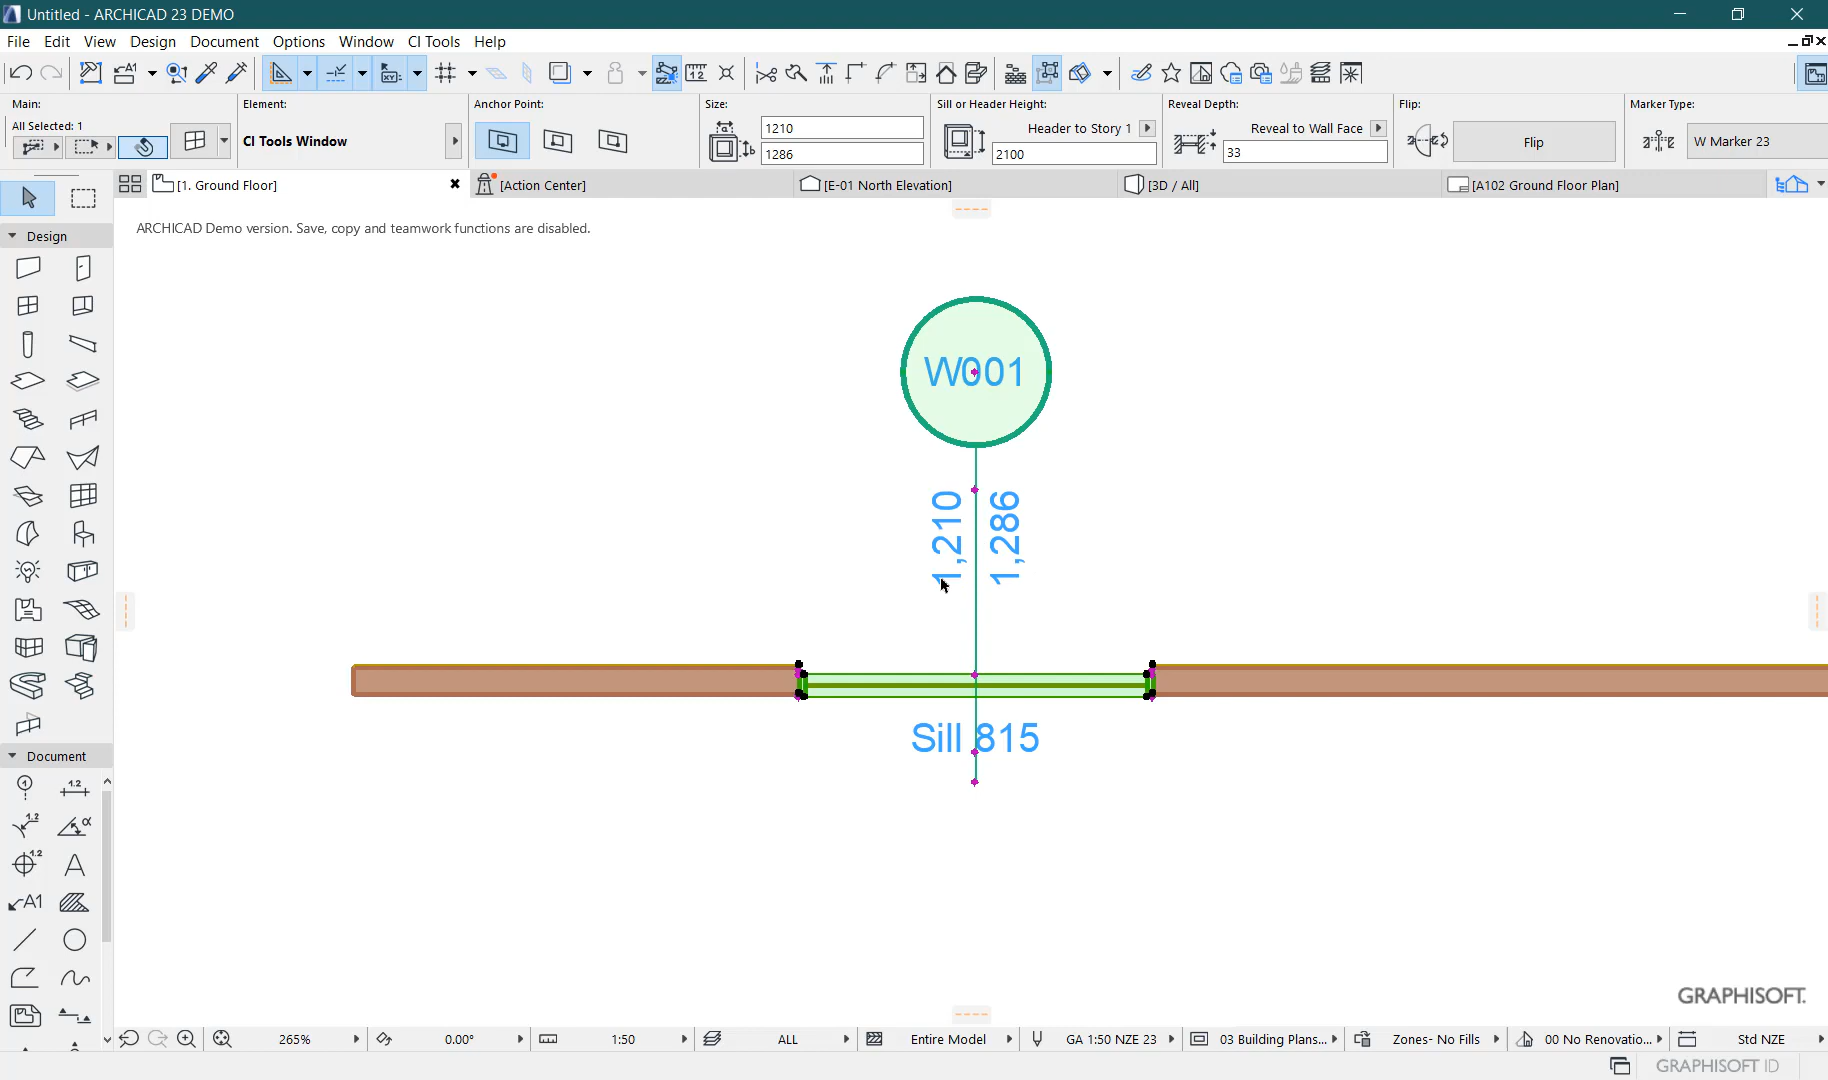 Untitled - ARCHICAD 23 DEMO
File Edit View Design Document Options Window CI Tools Help
Main:
All Selected: 1
Element:
CI Tools Window
Anchor Point:
Size:
1210
1286
Sill or Header Height:
Header to Story 1
2100
Reveal Depth:
Reveal to Wall Face
33
Flip:
Flip
Marker Type:
W Marker 23
[1. Ground Floor]
[Action Center]
[E-01 North Elevation]
[3D / All]
[A102 Ground Floor Plan]
ARCHICAD Demo version. Save, copy and teamwork functions are disabled.
Design
W001
1,210
1,286
Sill 815
Document
GRAPHISOFT.
265%
0.00°
1:50
ALL
Entire Model
GA 1:50 NZE 23
03 Building Plans...
Zones- No Fills
00 No Renovatio...
Std NZE
GRAPHISOFT ID